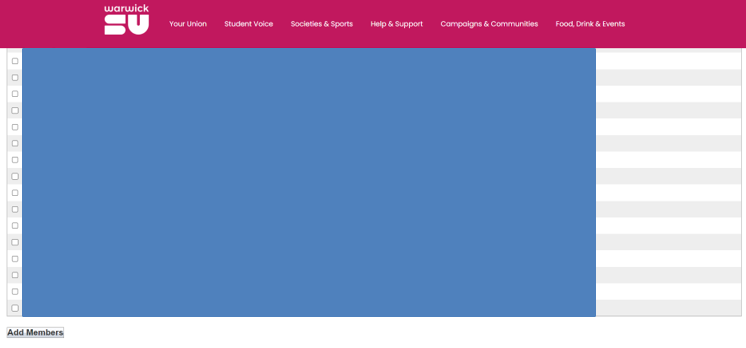 warwick
SU
Your Union Student Voice Societies & Sports Help & Support Campaigns & Communities Food, Drink & Events
Add Members